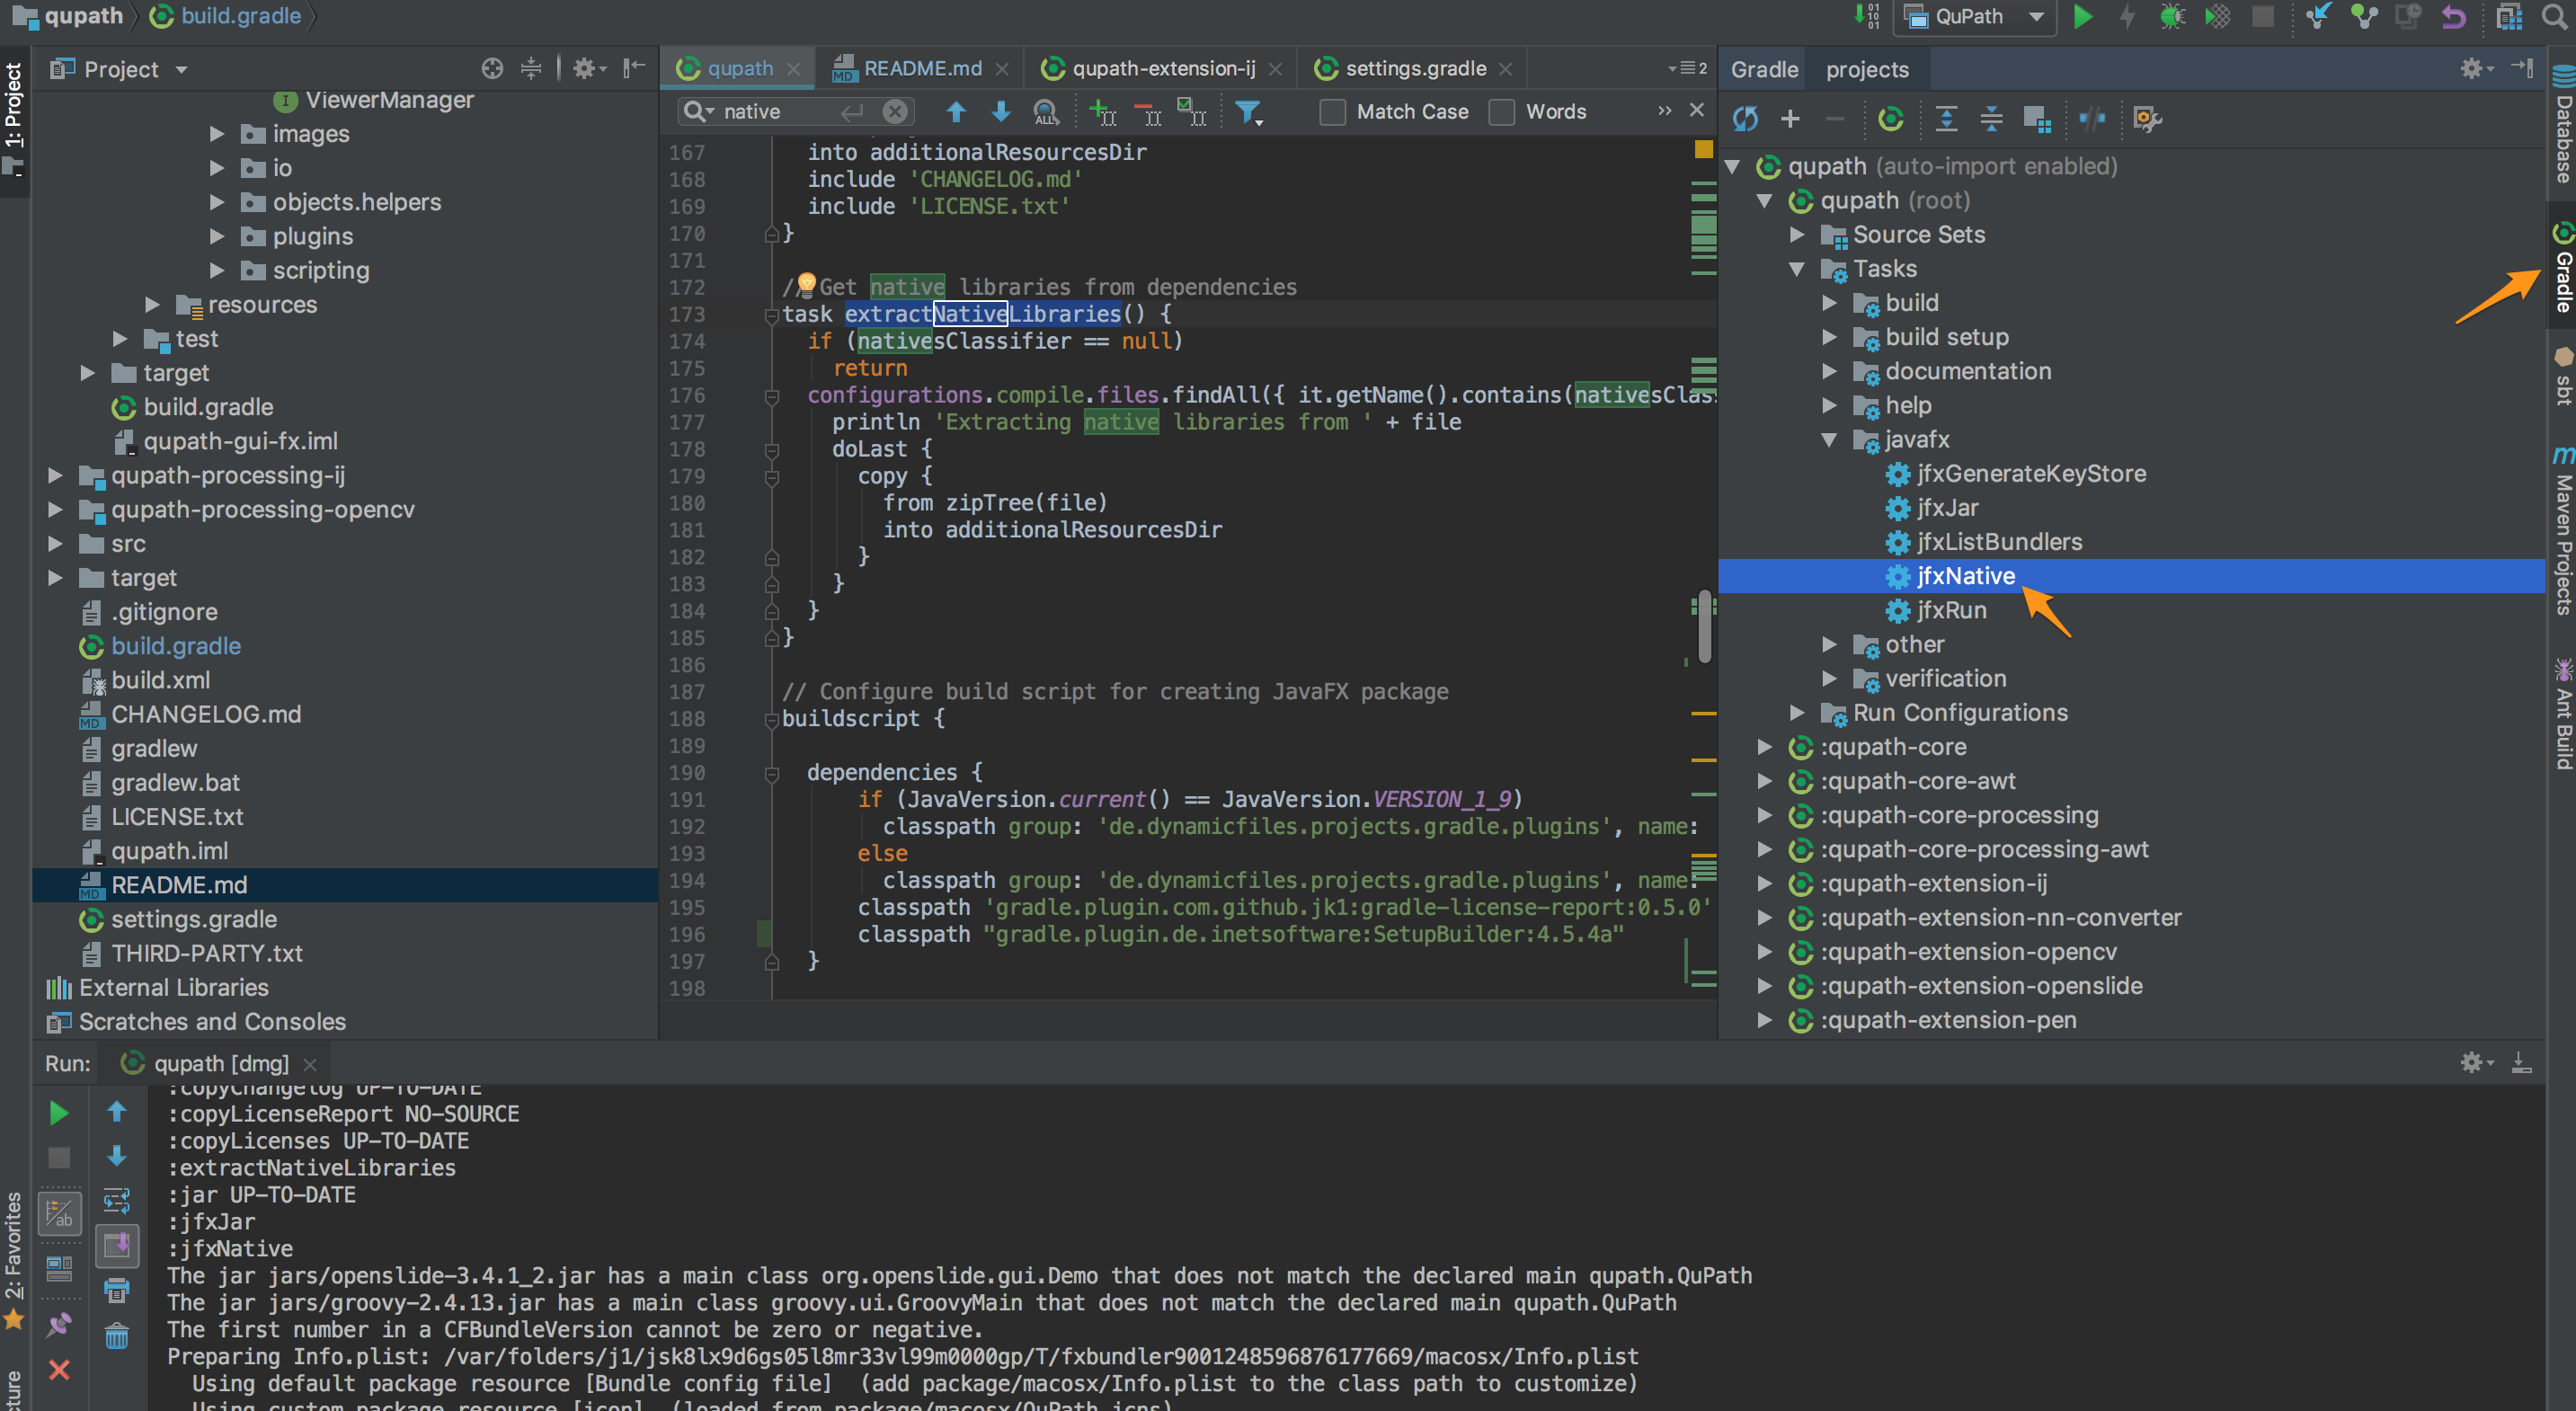 qupath
build.gradle
QuPath
1: Project
Project
ViewerManager
images
io
objects.helpers
plugins
scripting
resources
test
target
build.gradle
qupath-gui-fx.iml
qupath-processing-ij
qupath-processing-opencv
src
target
.gitignore
build.gradle
build.xml
CHANGELOG.md
gradlew
gradlew.bat
LICENSE.txt
qupath.iml
README.md
settings.gradle
THIRD-PARTY.txt
External Libraries
Scratches and Consoles
qupath
README.md
qupath-extension-ij
settings.gradle
2
native
Match Case
Words
167 into additionalResourcesDir
168 include 'CHANGELOG.md'
169 include 'LICENSE.txt'
170 }
171
172 // Get native libraries from dependencies
173 task extractNativeLibraries() {
174 if (nativesClassifier == null)
175 return
176 configurations.compile.files.findAll({ it.getName().contains(nativesClas
177 println 'Extracting native libraries from ' + file
178 doLast {
179 copy {
180 from zipTree(file)
181 into additionalResourcesDir
182 }
183 }
184 }
185 }
186
187 // Configure build script for creating JavaFX package
188 buildscript {
189
190 dependencies {
191 if (JavaVersion.current() == JavaVersion.VERSION_1_9)
192 classpath group: 'de.dynamicfiles.projects.gradle.plugins', name:
193 else
194 classpath group: 'de.dynamicfiles.projects.gradle.plugins', name:
195 classpath 'gradle.plugin.com.github.jk1:gradle-license-report:0.5.0'
196 classpath "gradle.plugin.de.inetsoftware:SetupBuilder:4.5.4a"
197 }
198
Gradle projects
qupath (auto-import enabled)
qupath (root)
Source Sets
Tasks
build
build setup
documentation
help
javafx
jfxGenerateKeyStore
jfxJar
jfxListBundlers
jfxNative
jfxRun
other
verification
Run Configurations
:qupath-core
:qupath-core-awt
:qupath-core-processing
:qupath-core-processing-awt
:qupath-extension-ij
:qupath-extension-nn-converter
:qupath-extension-opencv
:qupath-extension-openslide
:qupath-extension-pen
Database
Gradle
sbt
Maven Projects
Ant Build
2: Favorites
Run: qupath [dmg]
:copyChangelog UP-TO-DATE
:copyLicenseReport NO-SOURCE
:copyLicenses UP-TO-DATE
:extractNativeLibraries
:jar UP-TO-DATE
:jfxJar
:jfxNative
The jar jars/openslide-3.4.1_2.jar has a main class org.openslide.gui.Demo that does not match the declared main qupath.QuPath
The jar jars/groovy-2.4.13.jar has a main class groovy.ui.GroovyMain that does not match the declared main qupath.QuPath
The first number in a CFBundleVersion cannot be zero or negative.
Preparing Info.plist: /var/folders/j1/jsk8lx9d6gs05l8mr33vl99m0000gp/T/fxbundler9001248596876177669/macosx/Info.plist
Using default package resource [Bundle config file] (add package/macosx/Info.plist to the class path to customize)
Using custom package resource [icon] (loaded from package/macosx/QuPath.icns)